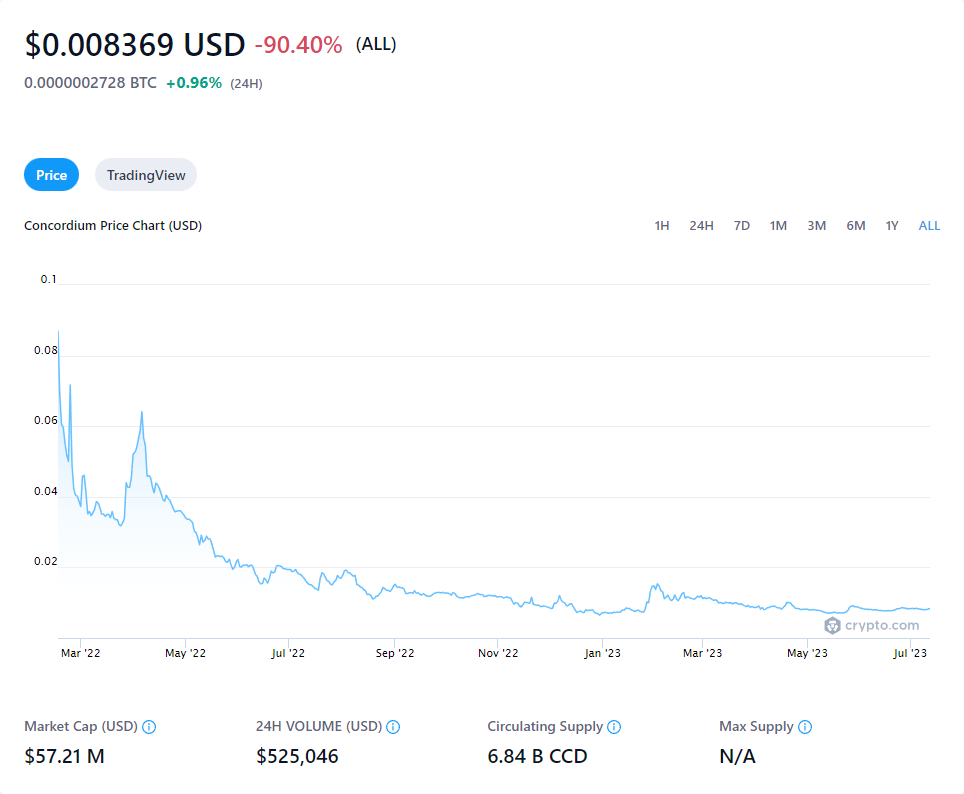 $0.008369 USD -90.40% (ALL)
0.0000002728 BTC +0.96% (24H)
Price TradingView
Concordium Price Chart (USD) 1H 24H 7D 1M 3M 6M 1Y ALL
0.1
0.08
0.06
0.04
0.02
crypto.com
Mar '22 May '22 Jul '22 Sep '22 Nov '22 Jan '23 Mar '23 May '23 Jul '23
Market Cap (USD) 24H VOLUME (USD) Circulating Supply Max Supply
$57.21 M $525,046 6.84 B CCD N/A